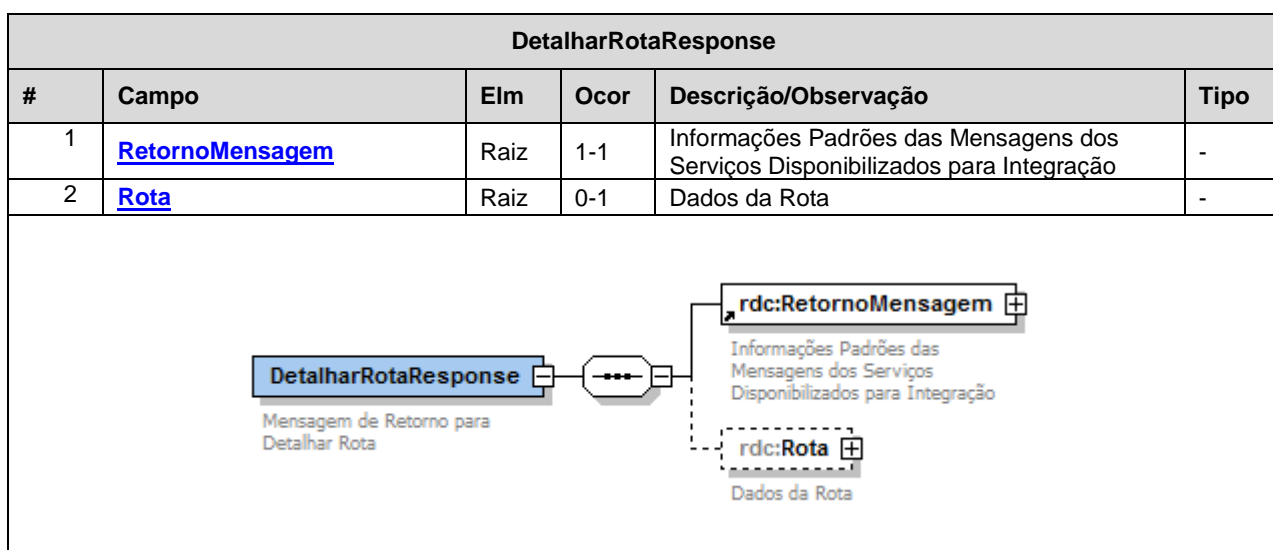 DetalharRotaResponse
# Campo Elm Ocor Descrição/Observação Tipo
1 RetornoMensagem Raiz 1-1 Informações Padrões das Mensagens dos
Serviços Disponibilizados para Integração -
2 Rota Raiz 0-1 Dados da Rota -
rdc:RetornoMensagem
Informações Padrões das
Mensagens dos Serviços
Disponibilizados para Integração
DetalharRotaResponse
Mensagem de Retorno para
Detalhar Rota
rdc:Rota
Dados da Rota